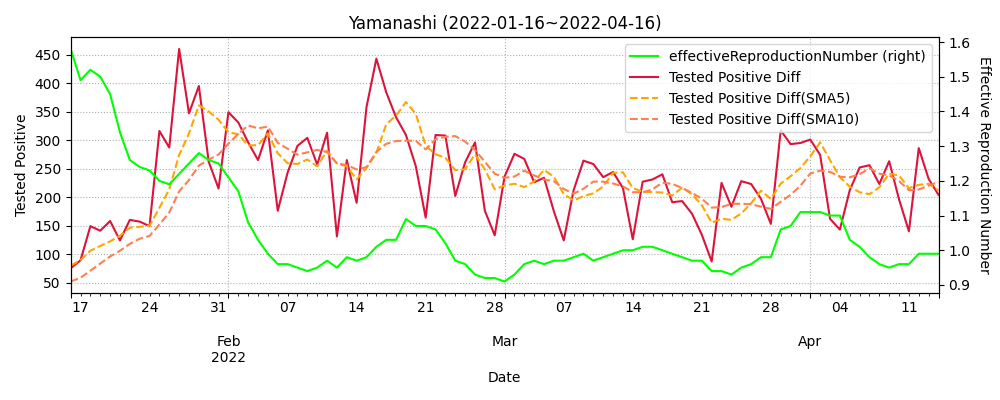 Yamanashi (2022-01-16~2022-04-16)
effectiveReproductionNumber (right)
Tested Positive Diff
Tested Positive Diff(SMA5)
Tested Positive Diff(SMA10)
Tested Positive
450
400
350
300
250
200
150
100
50
1.6
1.5
1.4
1.3
1.2
1.1
1.0
0.9
Effective Reproduction Number
17 24 31 07 14 21 28 07 14 21 28 04 11
Feb Mar Apr
2022
Date